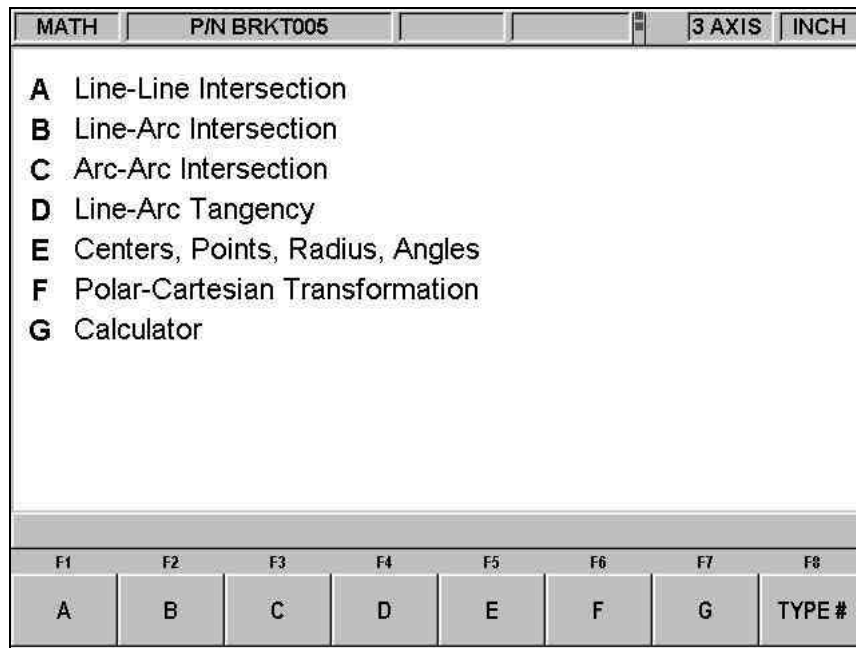 MATH P/N BRKT005 3 AXIS INCH
A Line-Line Intersection
B Line-Arc Intersection
C Arc-Arc Intersection
D Line-Arc Tangency
E Centers, Points, Radius, Angles
F Polar-Cartesian Transformation
G Calculator
F1 F2 F3 F4 F5 F6 F7 F8
A B C D E F G TYPE #